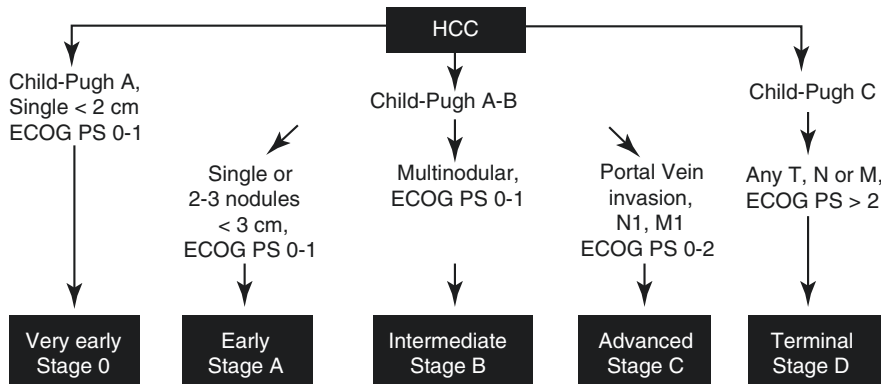 HCC
Child-Pugh A,
Single < 2 cm
ECOG PS 0-1
Child-Pugh A-B
Child-Pugh C
Single or
2-3 nodules
< 3 cm,
ECOG PS 0-1
Multinodular,
ECOG PS 0-1
Portal Vein
invasion,
N1, M1
ECOG PS 0-2
Any T, N or M,
ECOG PS > 2
Very early
Stage 0
Early
Stage A
Intermediate
Stage B
Advanced
Stage C
Terminal
Stage D